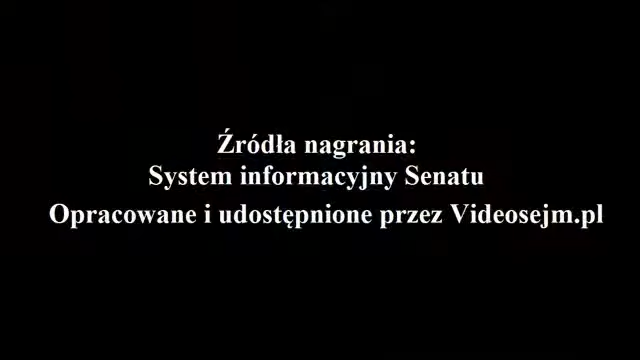 Źródła nagrania:
System informacyjny Senatu
Opracowane i udostępnione przez Videosejm.pl